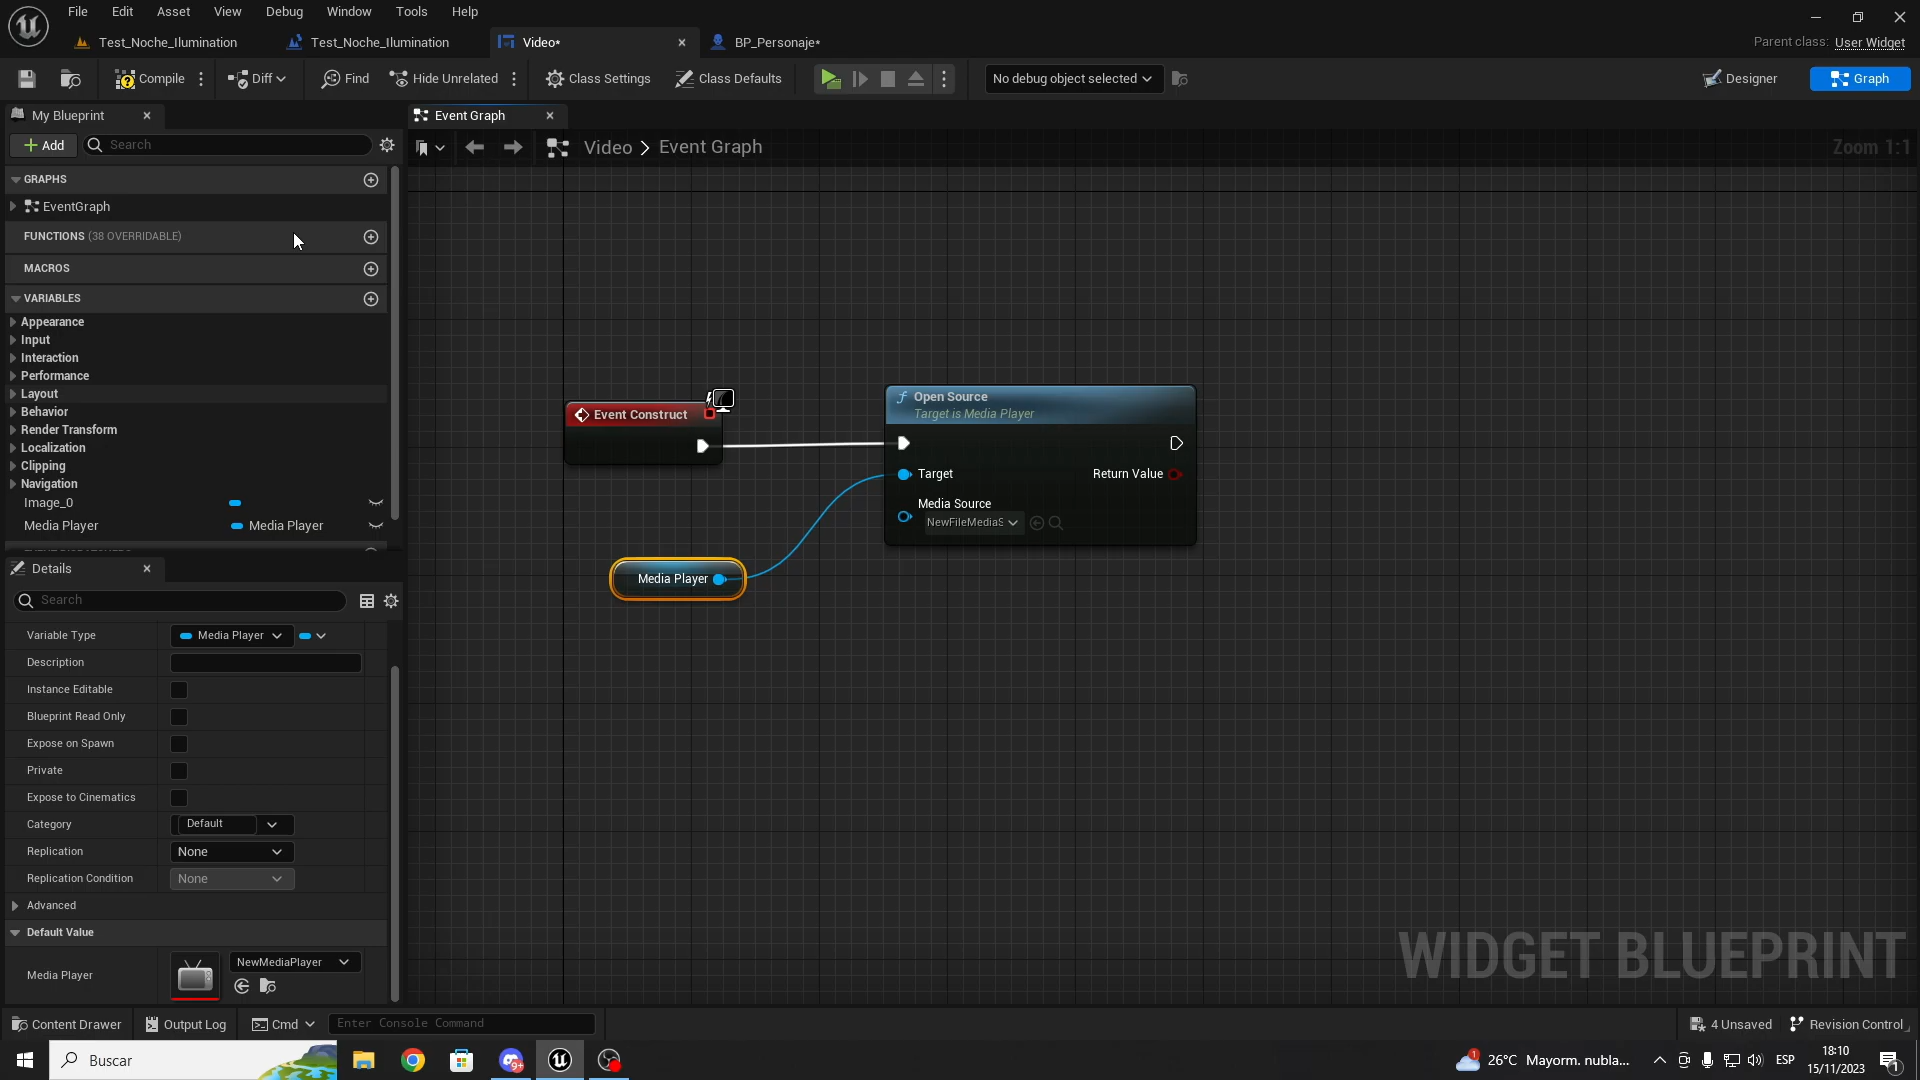 File Edit Asset View Debug Window Tools Help
Test_Noche_Ilumination Test_Noche_Ilumination Video* BP_Personaje* Parent class: User Widget
Compile Diff Find Hide Unrelated Class Settings Class Defaults No debug object selected Designer Graph
My Blueprint
Event Graph
Add Search
Video > Event Graph Zoom 1:1
GRAPHS
EventGraph
FUNCTIONS (38 OVERRIDABLE)
MACROS
VARIABLES
Appearance
Input
Interaction
Performance
Layout
Behavior
Render Transform
Localization
Clipping
Navigation
Image_0
Media Player Media Player
Event Construct
Open Source
Target is Media Player
Target Return Value
Media Source
NewFileMediaS
Media Player
Details
Search
Variable Type Media Player
Description
Instance Editable
Blueprint Read Only
Expose on Spawn
Private
Expose to Cinematics
Category Default
Replication None
Replication Condition None
Advanced
Default Value
Media Player NewMediaPlayer
WIDGET BLUEPRINT
Content Drawer Output Log Cmd Enter Console Command 4 Unsaved Revision Control
Buscar 9+ 1 26°C Mayorm. nubla... ESP 18:10
15/11/2023 1